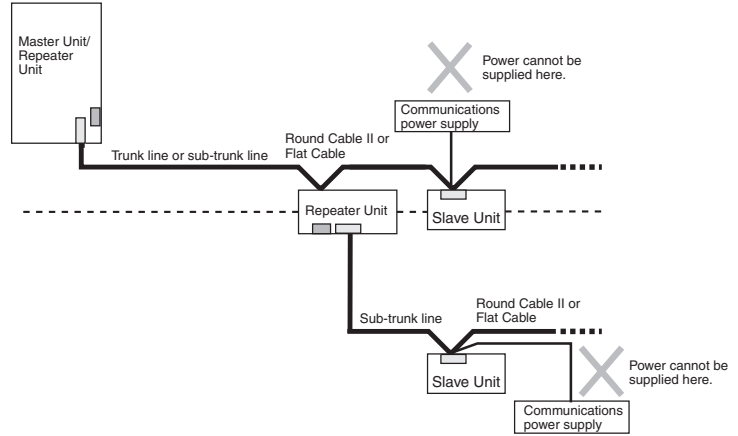 Master Unit/
Repeater
Unit
Power cannot be
supplied here.
Communications
power supply
Round Cable II or
Flat Cable
Trunk line or sub-trunk line
Repeater Unit
Slave Unit
Sub-trunk line
Round Cable II or
Flat Cable
Slave Unit
Power cannot be
supplied here.
Communications
power supply